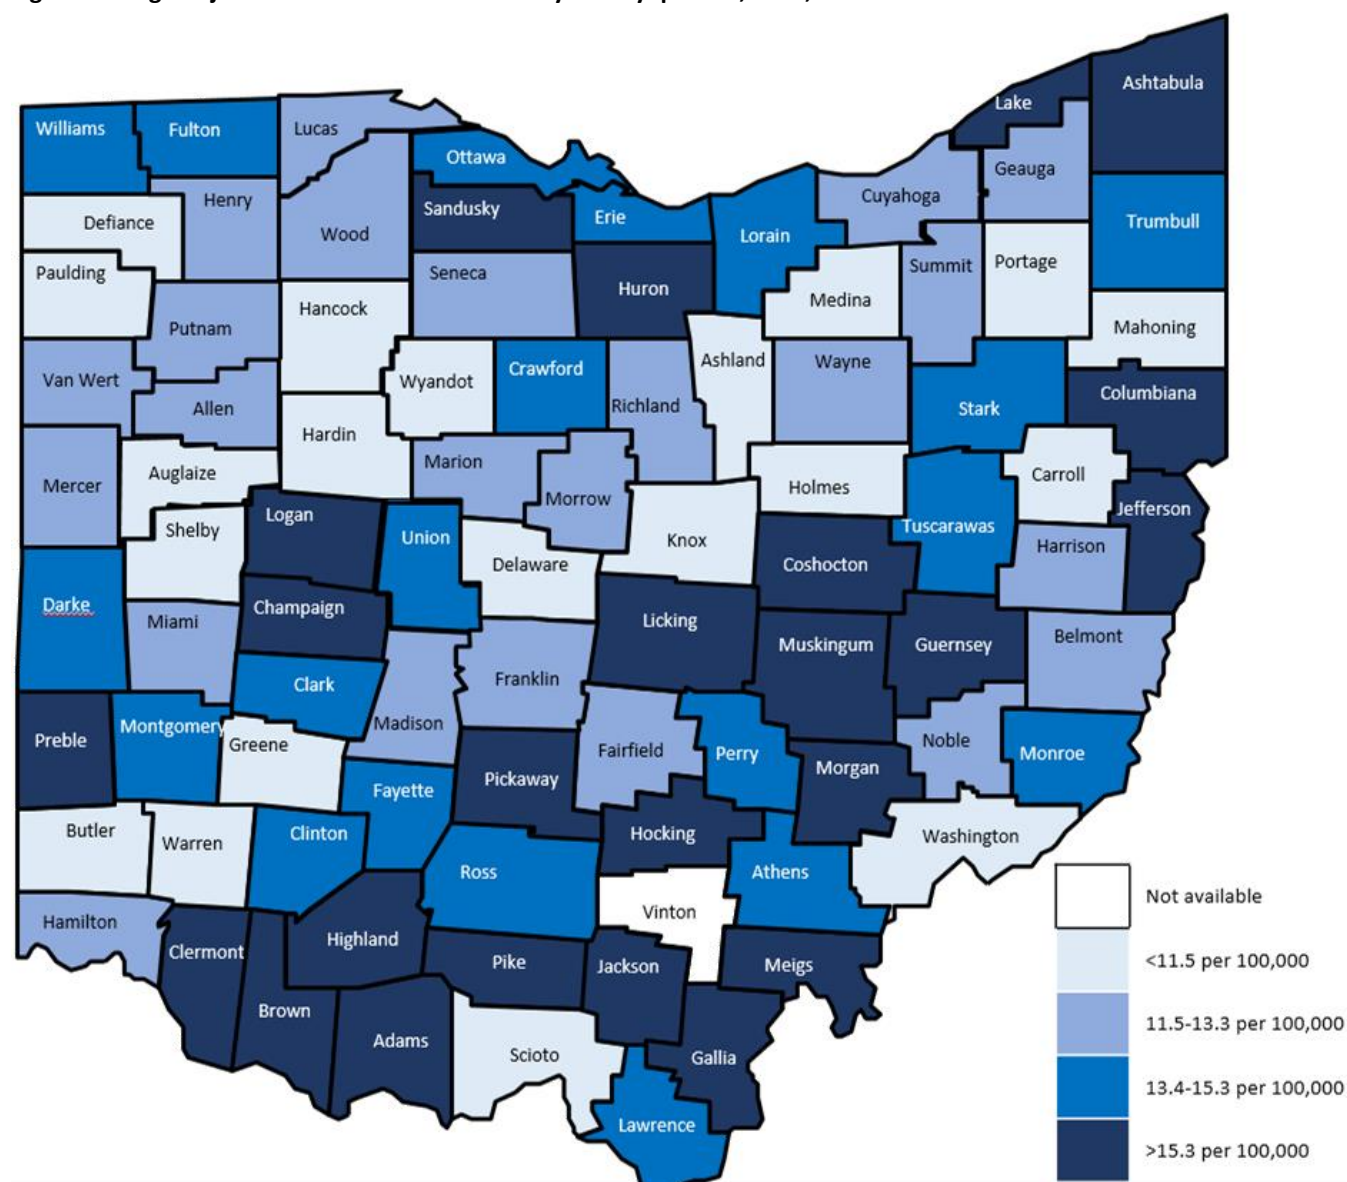 Ashtabula
Lake
Williams
Fulton
Lucas
Ottawa
Geauga
Cuyahoga
Henry
Sandusky
Erie
Defiance
Wood
Lorain
Trumbull
Paulding
Seneca
Summit
Portage
Huron
Medina
Hancock
Putnam
Mahoning
Ashland
Wayne
Van Wert
Wyandot
Crawford
Columbiana
Allen
Richland
Stark
Hardin
Marion
Mercer
Auglaize
Holmes
Carroll
Morrow
Logan
Jefferson
Shelby
Union
Tuscarawas
Knox
Harrison
Delaware
Coshocton
Darke
Champaign
Miami
Licking
Muskingum
Guernsey
Belmont
Clark
Franklin
Madison
Montgomery
Preble
Greene
Fairfield
Perry
Noble
Monroe
Pickaway
Morgan
Fayette
Butler
Warren
Clinton
Hocking
Washington
Ross
Athens
Not available
Vinton
Hamilton
Highland
Clermont
Pike
Jackson
Meigs
<11.5 per 100,000
Brown
11.5-13.3 per 100,000
Adams
Scioto
Gallia
13.4-15.3 per 100,000
Lawrence
>15.3 per 100,000